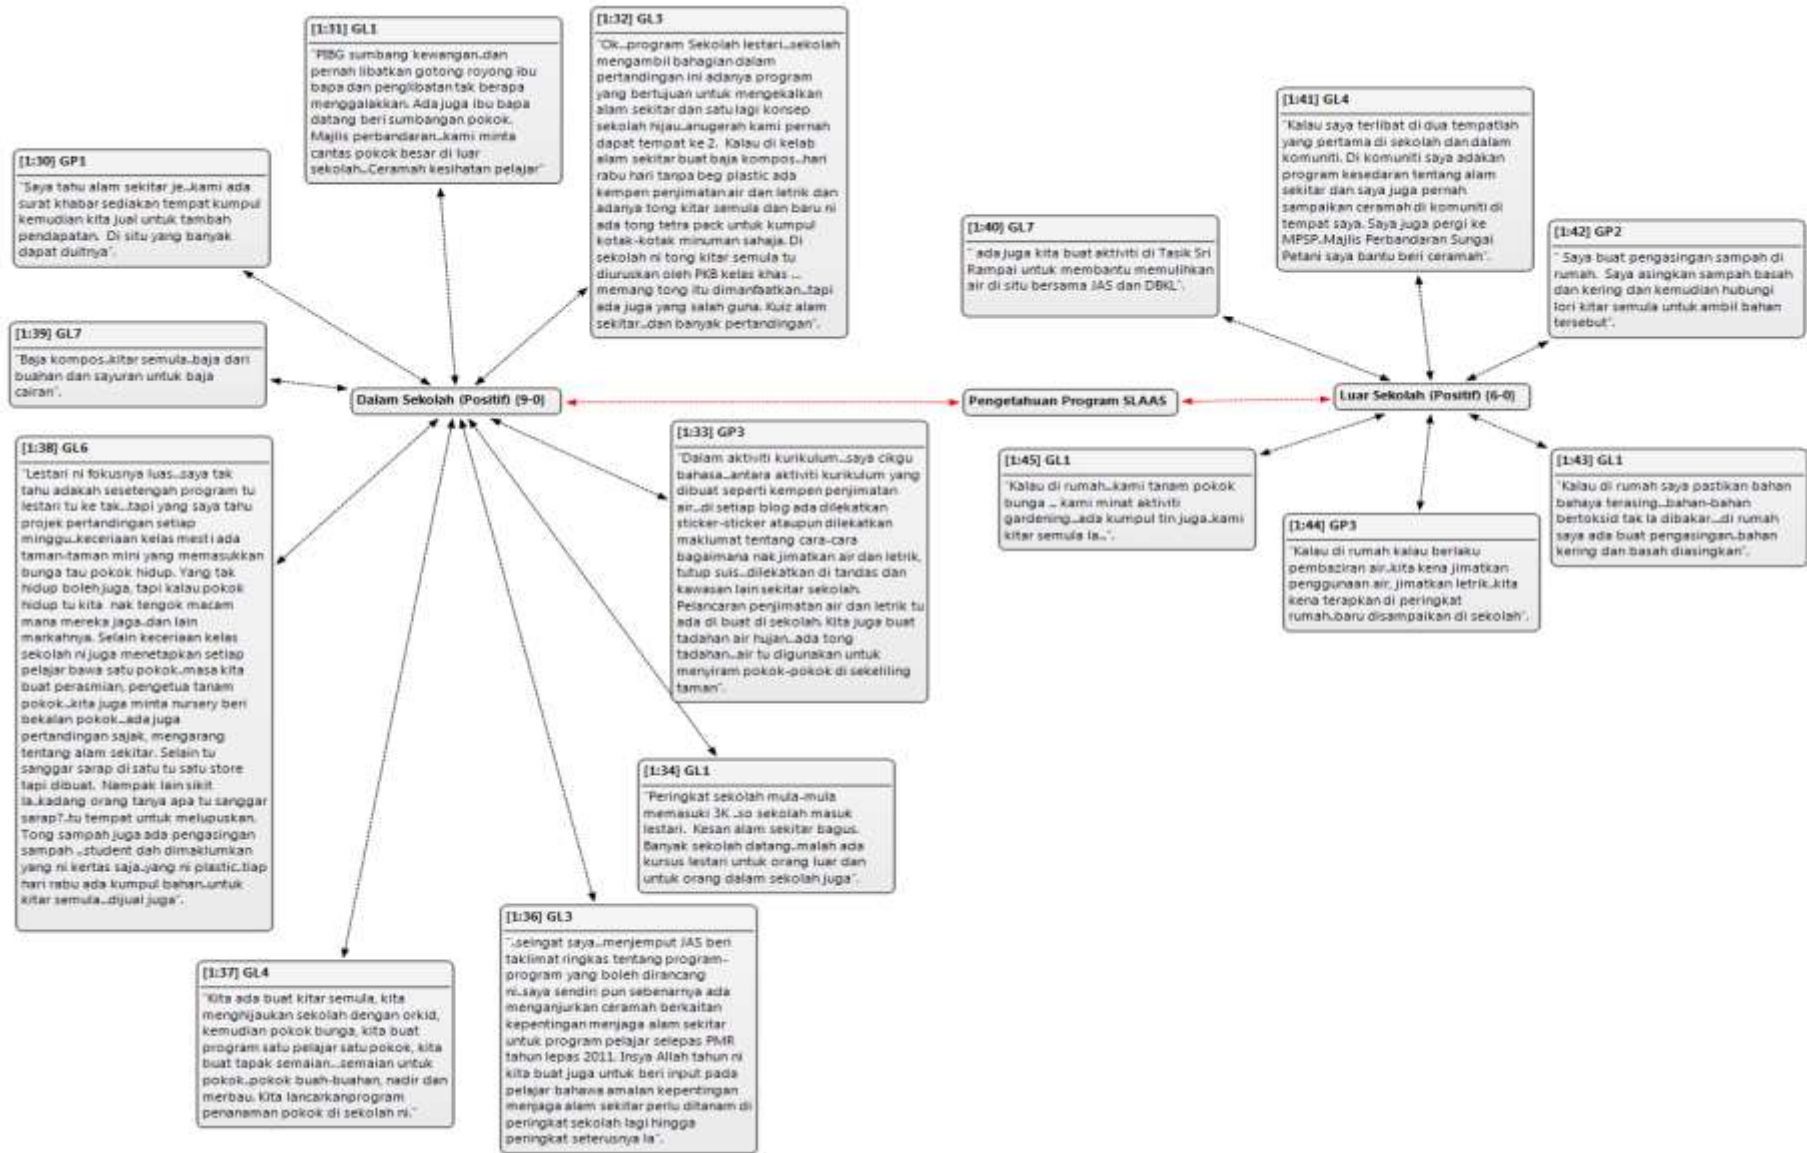 [1:30] GP1
"Saya tahu alam sekitar je..kami ada
surat khabar sediakan tempat kumpul
kemudian kita jual untuk tambah
pendapatan. Di situ yang banyak
dapat duitnya".
[1:31] GL1
"PIBG sumbang kewangan..dan
pernah libatkan gotong royong ibu
bapa dan penglibatan tak berapa
menggalakkan. Ada juga ibu bapa
datang beri sumbangan pokok.
Majlis perbandaran..kami minta
cantas pokok besar di luar
sekolah..Ceramah kesihatan pelajar"
[1:32] GL3
"Ok..program Sekolah lestari..sekolah
mengambil bahagian dalam
pertandingan ini adanya program
yang bertujuan untuk mengekalkan
alam sekitar dan satu lagi konsep
sekolah hijau..anugerah kami pernah
dapat tempat ke 2. Kalau di kelab
alam sekitar buat baja kompos..hari
rabu hari tanpa beg plastic ada
kempen penjimatan air dan letrik dan
adanya tong kitar semula dan baru ni
ada tong tetra pack untuk kumpul
kotak-kotak minuman sahaja. Di
sekolah ni tong kitar semula tu
diuruskan oleh PKB kelas khas ...
memang tong itu dimanfaatkan..tapi
ada juga yang salah guna. Kuiz alam
sekitar..dan banyak pertandingan".
[1:39] GL7
"Baja kompos..kitar semula..baja dari
buahan dan sayuran untuk baja
cairan".
Dalam Sekolah (Positif) {9-0}
Pengetahuan Program SLAAS
Luar Sekolah (Positif) {6-0}
[1:38] GL6
"Lestari ni fokusnya luas..saya tak
tahu adakah sesetengah program tu
lestari tu ke tak..tapi yang saya tahu
projek pertandingan setiap
minggu..keceriaan kelas mesti ada
taman-taman mini yang memasukkan
bunga tau pokok hidup. Yang tak
hidup boleh juga, tapi kalau pokok
hidup tu kita nak tengok macam
mana mereka jaga..dan lain
markahnya. Selain keceriaan kelas
sekolah ni juga menetapkan setiap
pelajar bawa satu pokok..masa kita
buat perasmian, pengetua tanam
pokok..kita juga minta nursery beri
bekalan pokok..ada juga
pertandingan sajak, mengarang
tentang alam sekitar. Selain tu
sanggar sarap di satu tu satu store
tapi dibuat. Nampak lain sikit
la..kadang orang tanya apa tu sanggar
sarap?..tu tempat untuk melupuskan.
Tong sampah juga ada pengasingan
sampah ..student dah dimaklumkan
yang ni kertas saja..yang ni plastic..tiap
hari rabu ada kumpul bahan..untuk
kitar semula..dijual juga".
[1:33] GP3
"Dalam aktiviti kurikulum..saya cikgu
bahasa..antara aktiviti kurikulum yang
dibuat seperti kempen penjimatan
air..di setiap blog ada dilekatkan
sticker-sticker ataupun dilekatkan
maklumat tentang cara-cara
bagaimana nak jimatkan air dan letrik,
tutup suis..dilekatkan di tandas dan
kawasan lain sekitar sekolah.
Pelancaran penjimatan air dan letrik tu
ada di buat di sekolah. Kita juga buat
tadahan air hujan..ada tong
tadahan..air tu digunakan untuk
menyiram pokok-pokok di sekeliling
taman".
[1:34] GL1
"Peringkat sekolah mula-mula
memasuki 3K ..so sekolah masuk
lestari. Kesan alam sekitar bagus.
Banyak sekolah datang..malah ada
kursus lestari untuk orang luar dan
untuk orang dalam sekolah juga".
[1:36] GL3
"..seingat saya..menjemput JAS beri
taklimat ringkas tentang program-
program yang boleh dirancang
ni..saya sendiri pun sebenarnya ada
menganjurkan ceramah berkaitan
kepentingan menjaga alam sekitar
untuk program pelajar selepas PMR
tahun lepas 2011. Insya Allah tahun ni
kita buat juga untuk beri input pada
pelajar bahawa amalan kepentingan
menjaga alam sekitar perlu ditanam di
peringkat sekolah lagi hingga
peringkat seterusnya la".
[1:37] GL4
"Kita ada buat kitar semula, kita
menghijaukan sekolah dengan orkid,
kemudian pokok bunga, kita buat
program satu pelajar satu pokok, kita
buat tapak semaian...semaian untuk
pokok..pokok buah-buahan, nadir dan
merbau. Kita lancarkanprogram
penanaman pokok di sekolah ni."
[1:40] GL7
" ada juga kita buat aktiviti di Tasik Sri
Rampai untuk membantu memulihkan
air di situ bersama JAS dan DBKL".
[1:41] GL4
"Kalau saya terlibat di dua tempatlah
yang pertama di sekolah dan dalam
komuniti. Di komuniti saya adakan
program kesedaran tentang alam
sekitar dan saya juga pernah
sampaikan ceramah di komuniti di
tempat saya. Saya juga pergi ke
MPSP..Majlis Perbandaran Sungai
Petani saya bantu beri ceramah".
[1:42] GP2
" Saya buat pengasingan sampah di
rumah. Saya asingkan sampah basah
dan kering dan kemudian hubungi
lori kitar semula untuk ambil bahan
tersebut".
[1:45] GL1
"Kalau di rumah..kami tanam pokok
bunga .. kami minat aktiviti
gardening..ada kumpul tin juga..kami
kitar semula la..".
[1:44] GP3
"Kalau di rumah kalau berlaku
pembaziran air..kita kena jimatkan
penggunaan air, jimatkan letrik..kita
kena terapkan di peringkat
rumah..baru disampaikan di sekolah".
[1:43] GL1
"Kalau di rumah saya pastikan bahan
bahaya terasing..bahan-bahan
bertoksid tak la dibakar...di rumah
saya ada buat pengasingan..bahan
kering dan basah diasingkan".